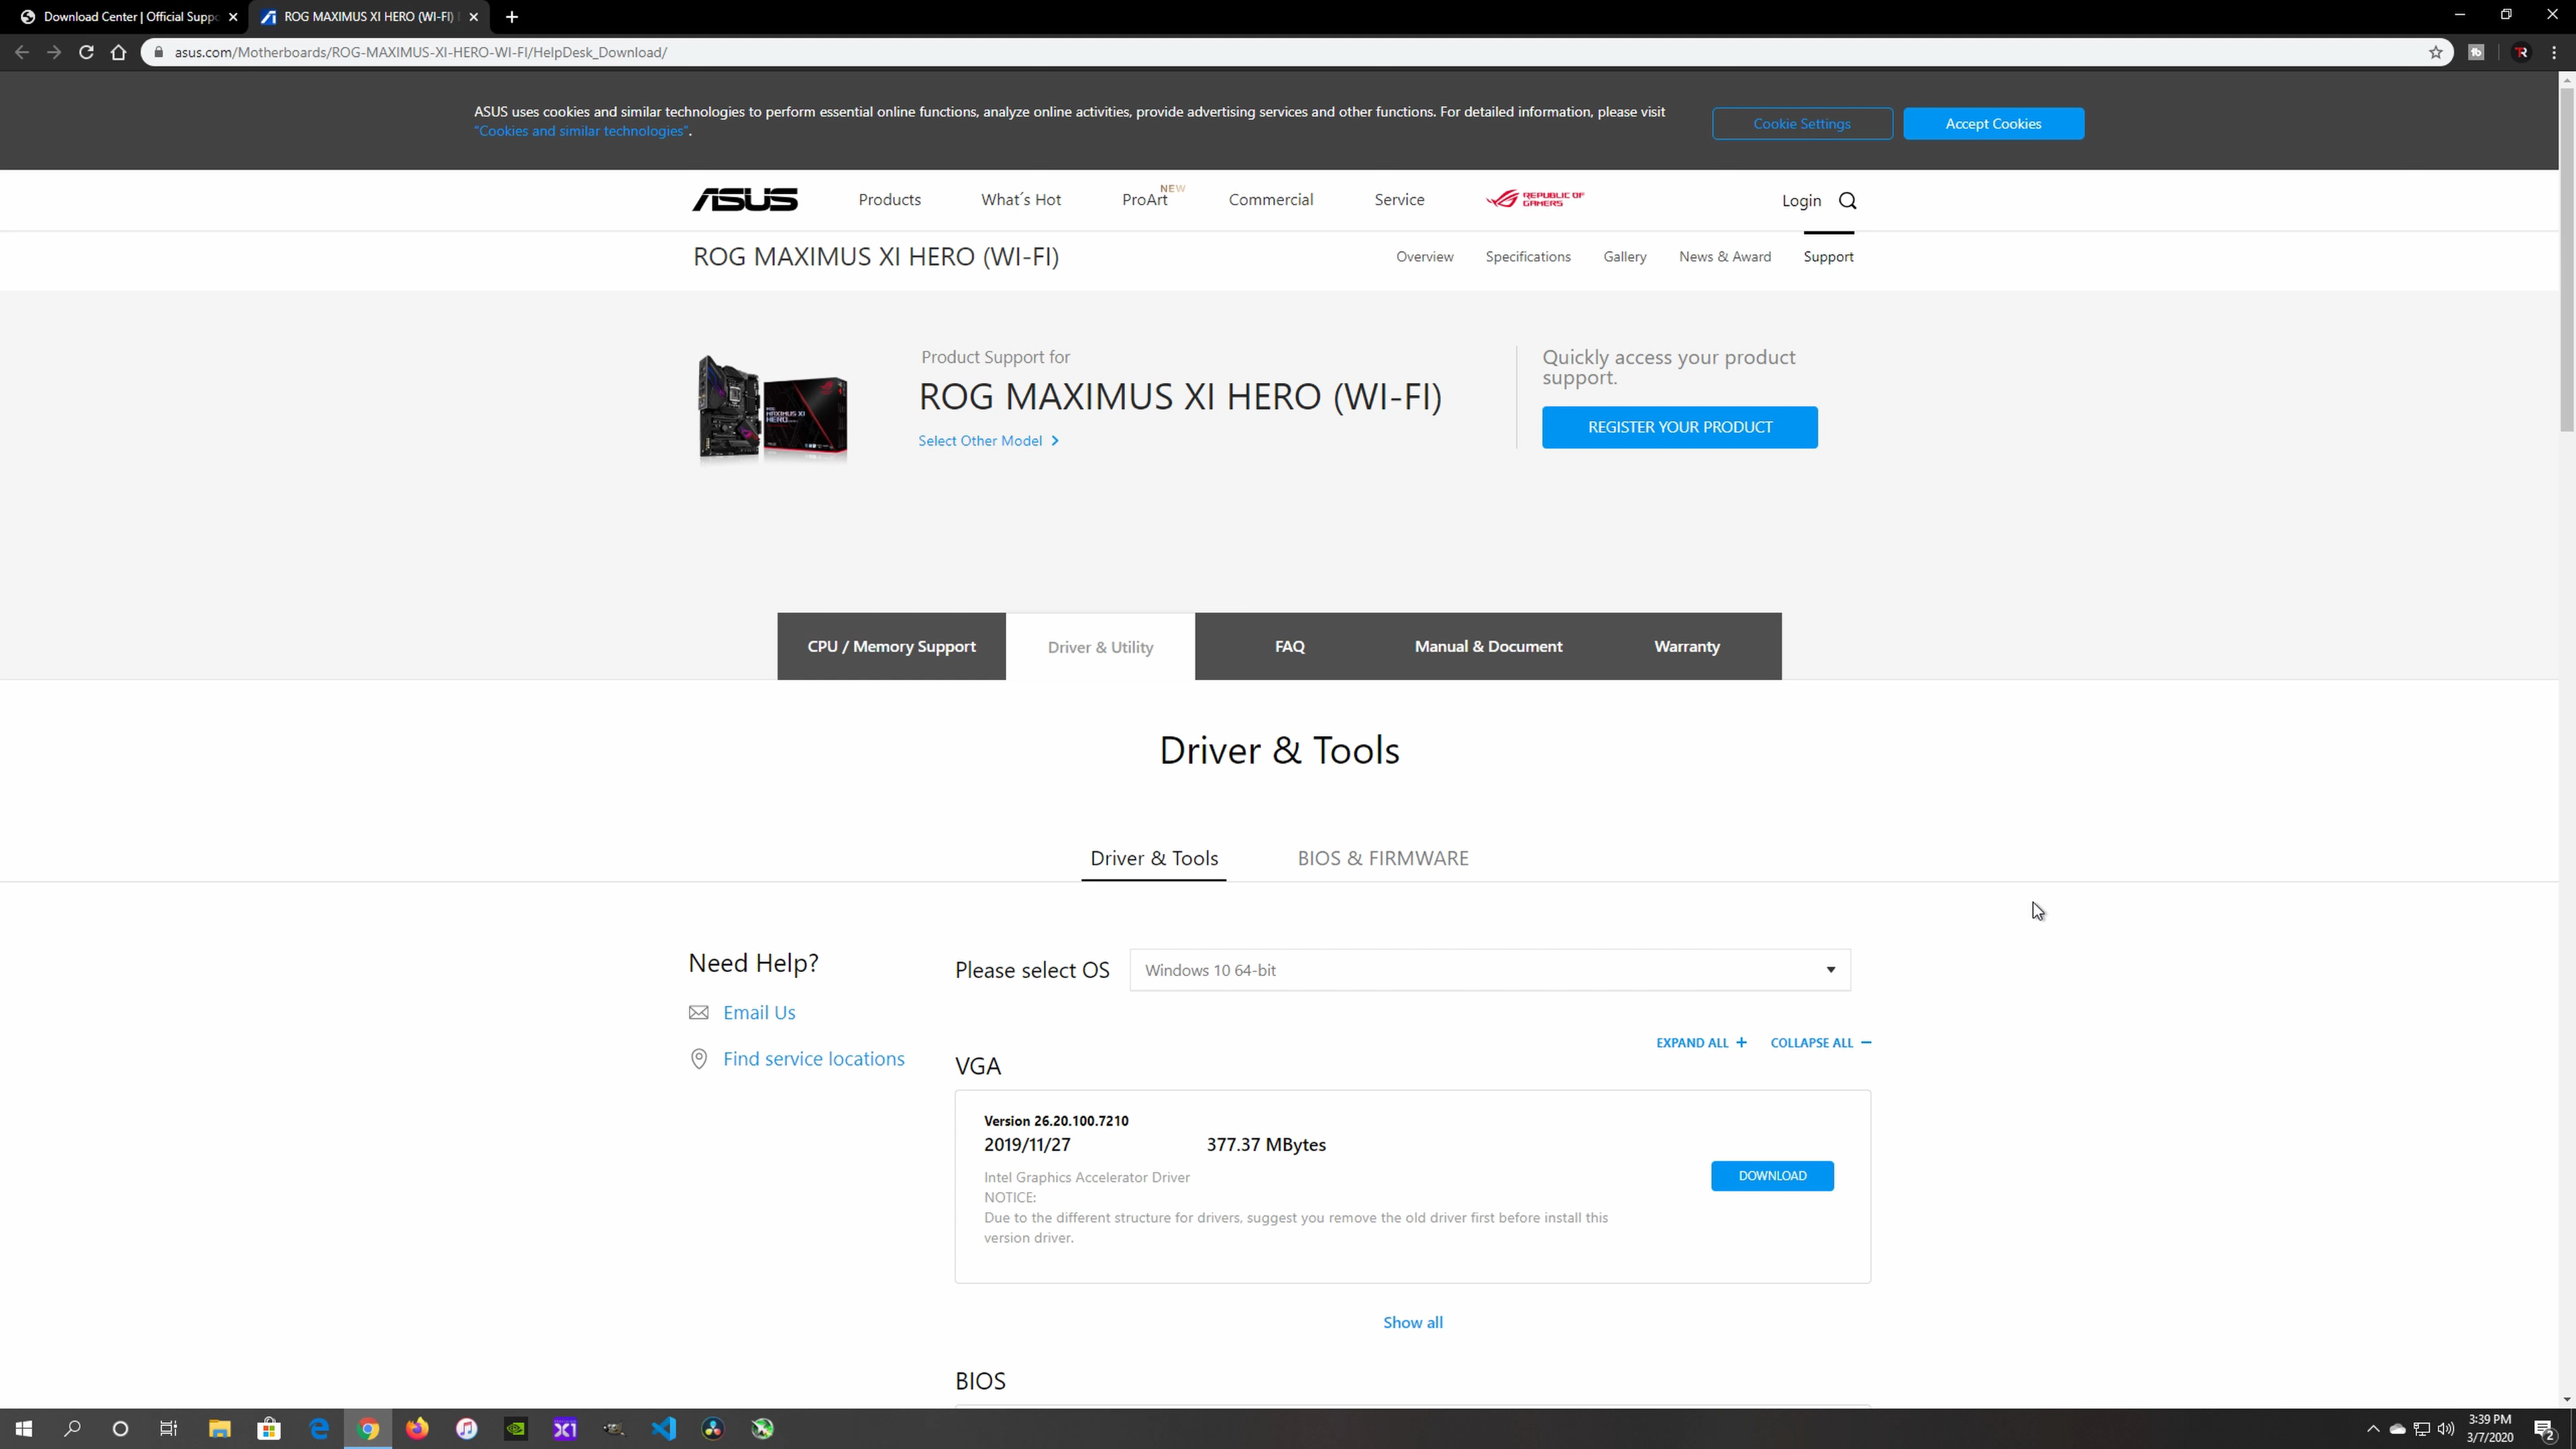 Download Center | Official Suppo
ROG MAXIMUS XI HERO (WI-FI)
asus.com/Motherboards/ROG-MAXIMUS-XI-HERO-WI-FI/HelpDesk_Download/
ASUS uses cookies and similar technologies to perform essential online functions, analyze online activities, provide advertising services and other functions. For detailed information, please visit
"Cookies and similar technologies".
Cookie Settings
Accept Cookies
ASUS
Products
What´s Hot
ProArt
NEW
Commercial
Service
REPUBLIC OF
GAMERS
Login
ROG MAXIMUS XI HERO (WI-FI)
Overview
Specifications
Gallery
News & Award
Support
Product Support for
ROG MAXIMUS XI HERO (WI-FI)
Select Other Model
MAXIMUS XI
HERO
Quickly access your product
support.
REGISTER YOUR PRODUCT
CPU / Memory Support
Driver & Utility
FAQ
Manual & Document
Warranty
Driver & Tools
Driver & Tools
BIOS & FIRMWARE
Need Help?
Email Us
Find service locations
Please select OS
Windows 10 64-bit
EXPAND ALL +
COLLAPSE ALL −
VGA
Version 26.20.100.7210
2019/11/27
377.37 MBytes
Intel Graphics Accelerator Driver
NOTICE:
Due to the different structure for drivers, suggest you remove the old driver first before install this
version driver.
DOWNLOAD
Show all
BIOS
X1
3:39 PM
3/7/2020
2